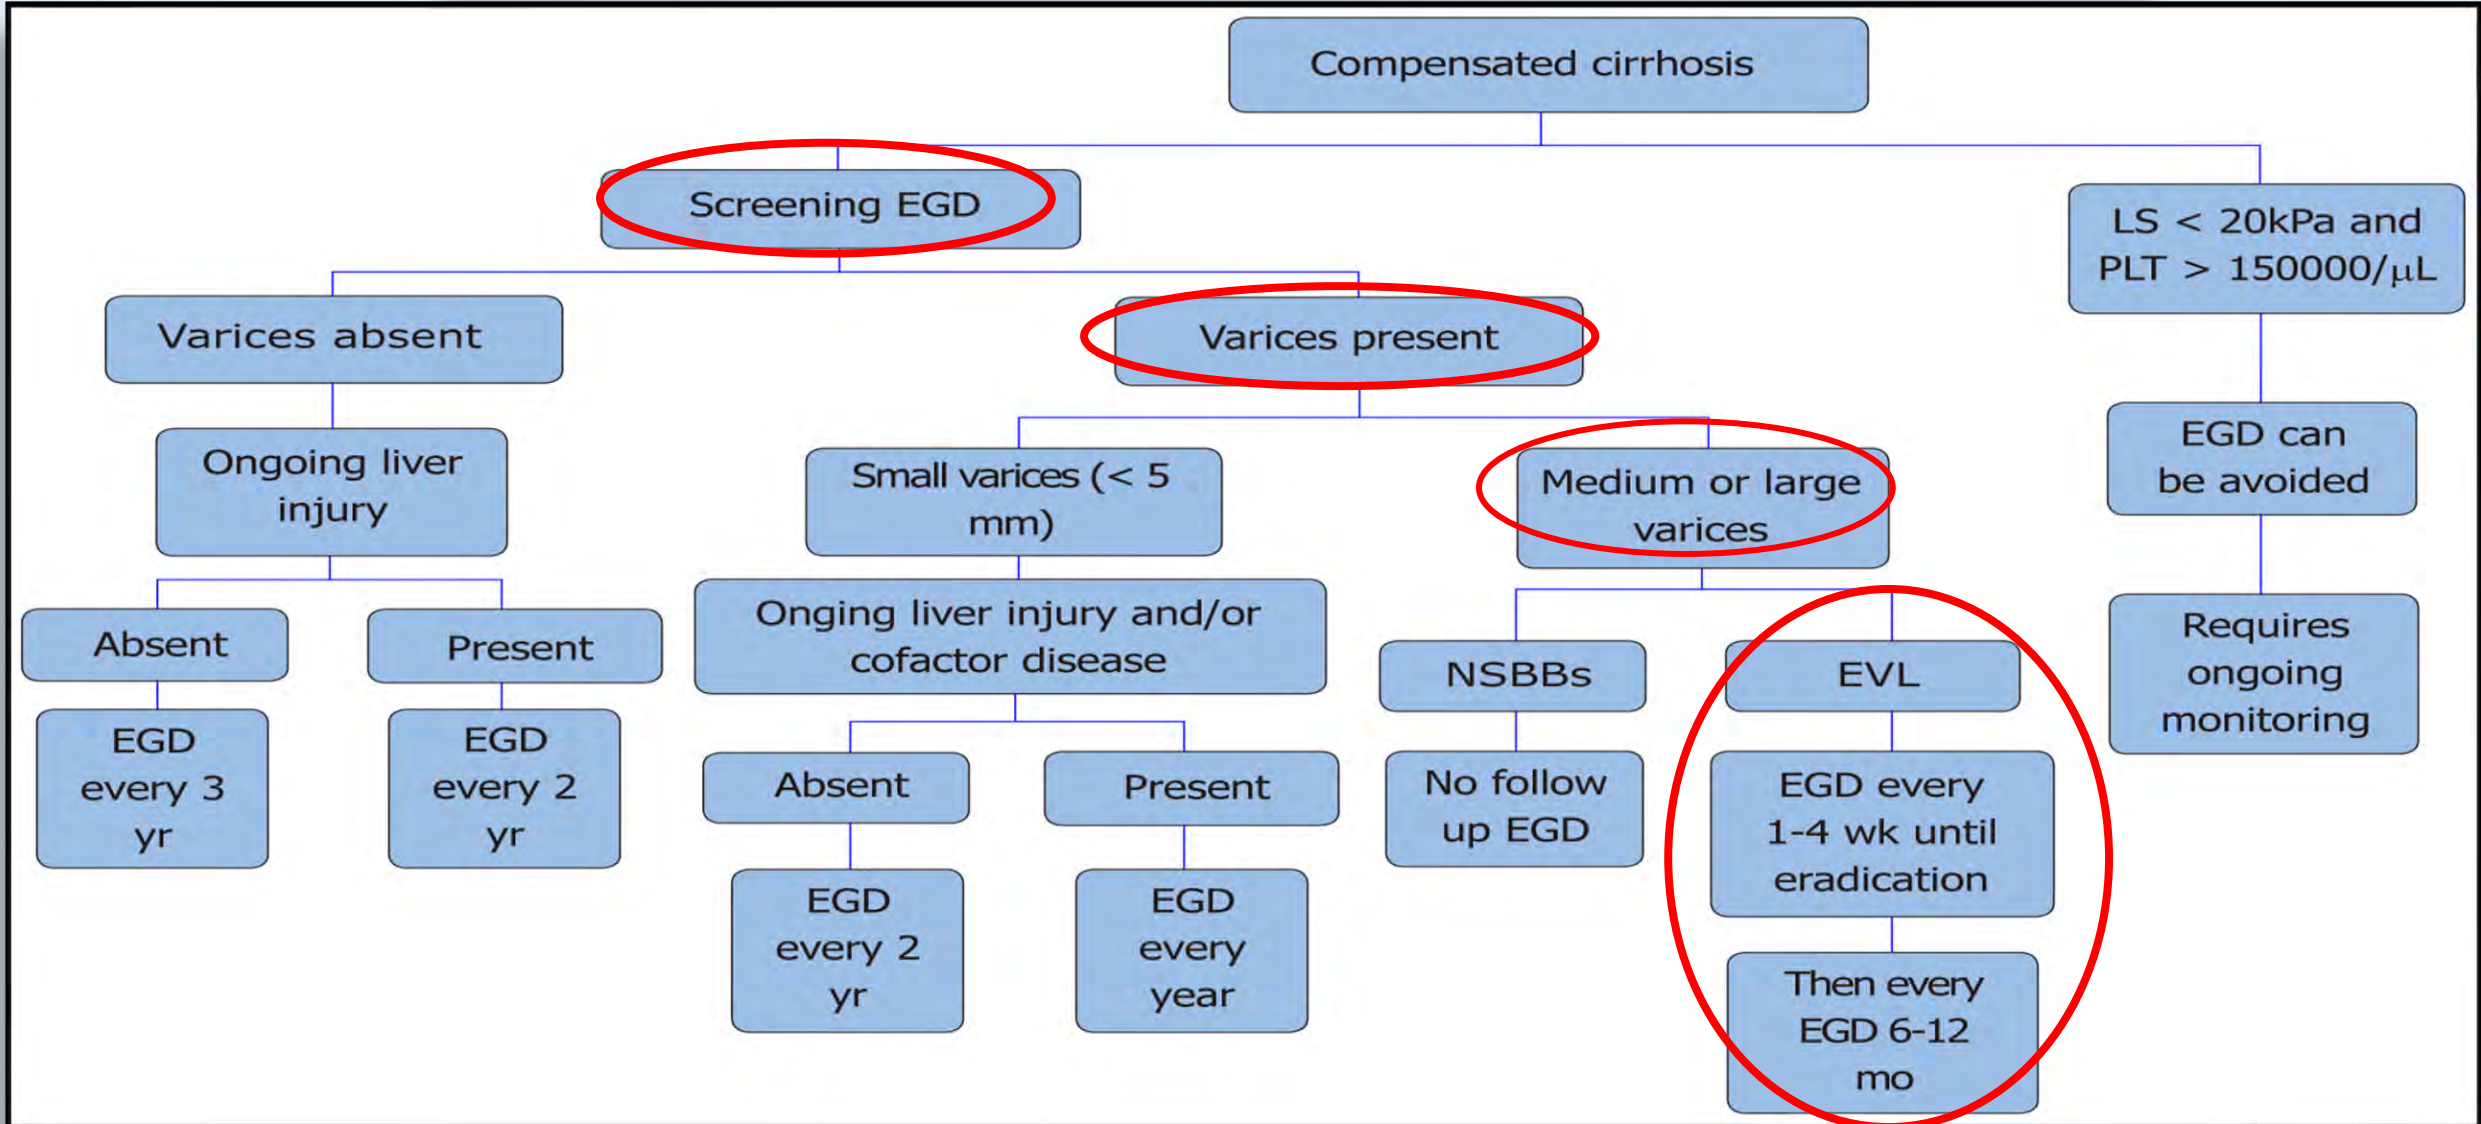 Compensated cirrhosis
Screening EGD
LS < 20kPa and
PLT > 150000/μL
Varices absent
Varices present
EGD can
be avoided
Ongoing liver
injury
Small varices (< 5
mm)
Medium or large
varices
Requires
ongoing
monitoring
Absent
Present
Onging liver injury and/or
cofactor disease
NSBBs
EVL
EGD
every 3
yr
EGD
every 2
yr
Absent
Present
No follow
up EGD
EGD every
1-4 wk until
eradication
EGD
every 2
yr
EGD
every
year
Then every
EGD 6-12
mo